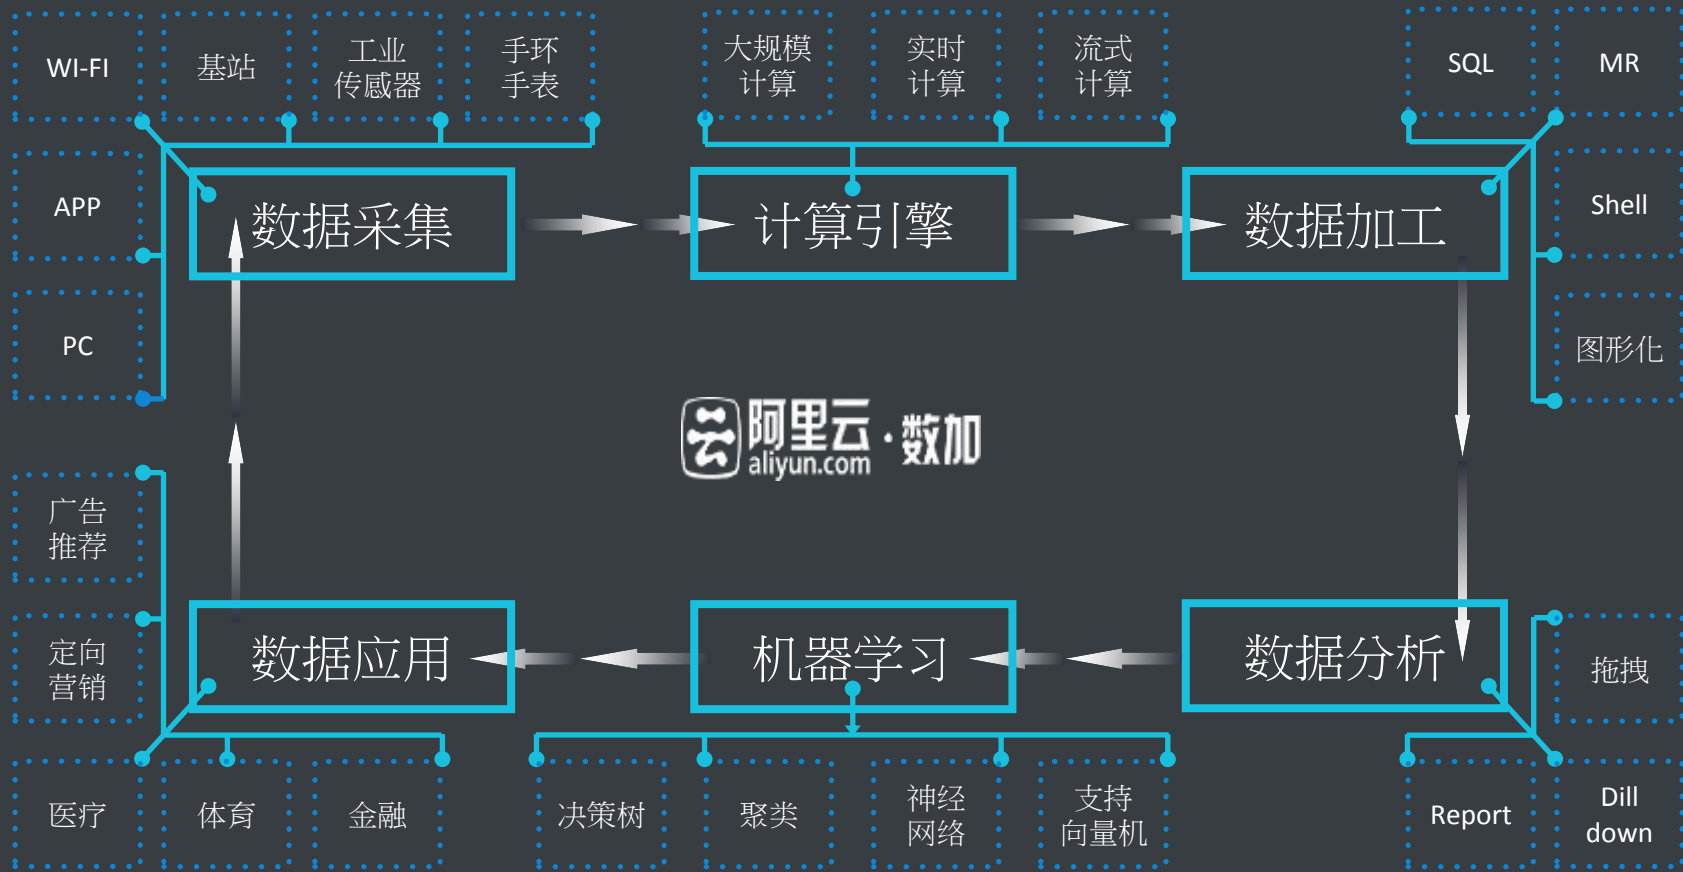 WI-FI
基站
工业
传感器
手环
手表
大规模
计算
实时
计算
流式
计算
SQL
MR
APP
数据采集
计算引擎
数据加工
Shell
PC
图形化
阿里云
aliyun.com
·数加
广告
推荐
定向
营销
数据应用
机器学习
数据分析
拖拽
医疗
体育
金融
决策树
聚类
神经
网络
支持
向量机
Report
Dill
down